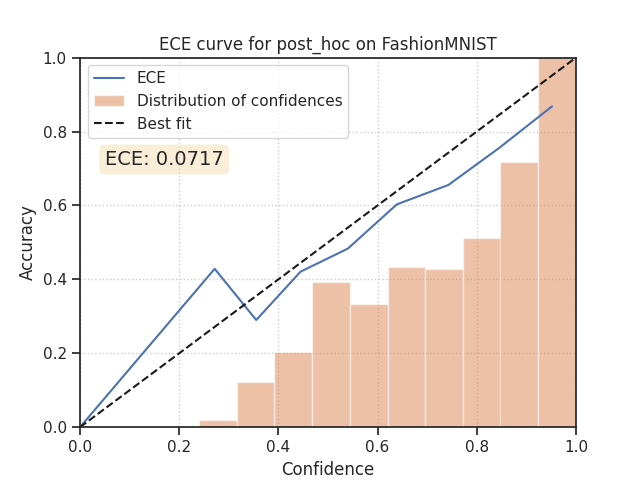 ECE curve for post_hoc on FashionMNIST
ECE
Distribution of confidences
Best fit
ECE: 0.0717
1.0
0.8
0.6
0.4
0.2
0.0
Accuracy
0.0 0.2 0.4 0.6 0.8 1.0
Confidence